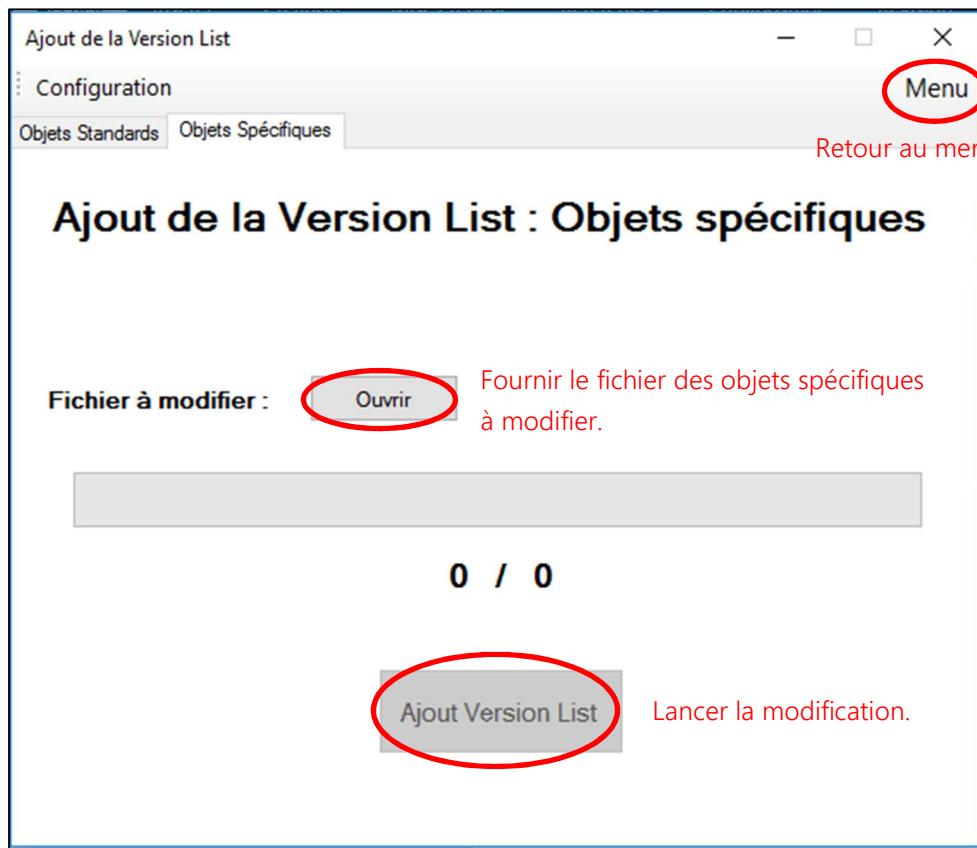 Ajout de la Version List
Configuration
Menu
Objets Standards
Objets Spécifiques
Retour au
Ajout de la Version List : Objets spécifiques
Fichier à modifier :
Ouvrir
Fournir le fichier des objets spécifiques
à modifier.
0 / 0
Ajout Version List
Lancer la modification.